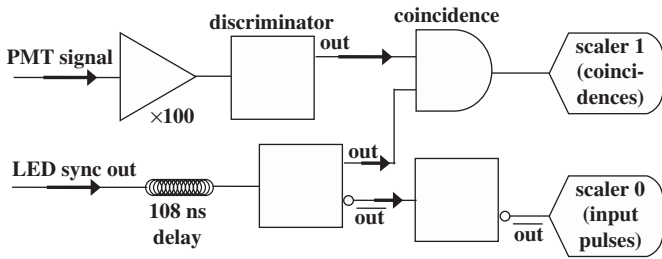 discriminator
coincidence
PMT signal
out
×100
scaler 1
(coinci-
dences)
LED sync out
out
108 ns
delay
out
out
scaler 0
(input
pulses)